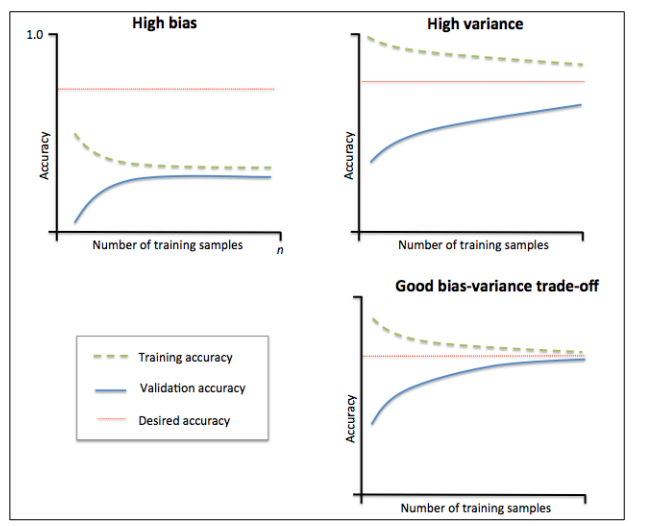 High bias
1.0
Accuracy
Number of training samples
n
High variance
Accuracy
Number of training samples
Good bias-variance trade-off
Accuracy
Number of training samples
Training accuracy
Validation accuracy
Desired accuracy